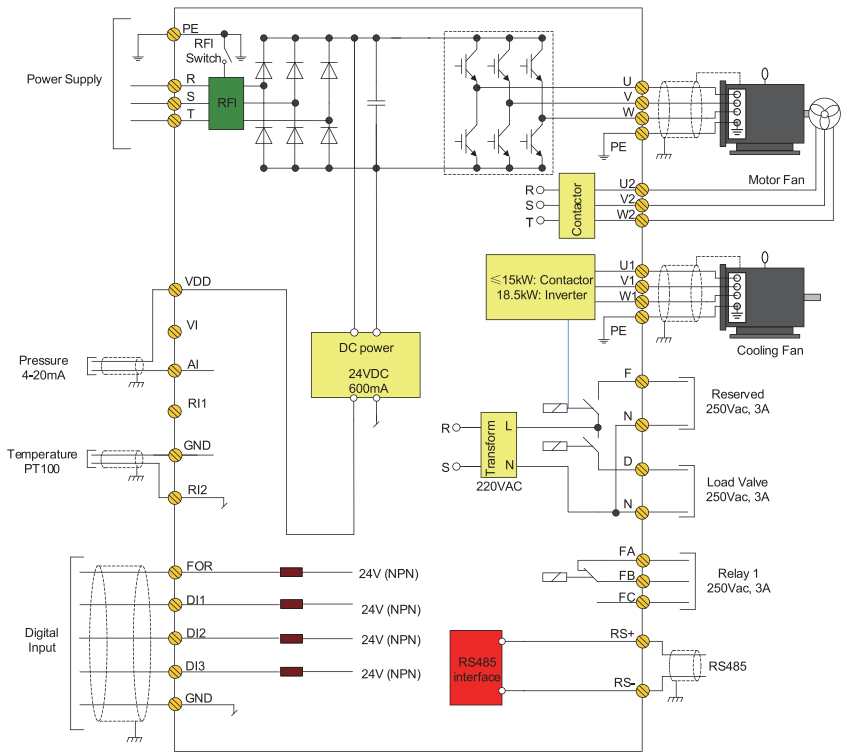 PE
RFI
Switch
Power Supply
R
S
T
RFI
U
V
W
PE
Motor Fan
R
S
T
Contactor
U2
V2
W2
≤15kW: Contactor
18.5kW: Inverter
U1
V1
W1
PE
Cooling Fan
VDD
VI
Pressure
4-20mA
AI
RI1
Temperature
PT100
GND
RI2
DC power
24VDC
600mA
F
N
Reserved
250Vac, 3A
R
S
Transform
L
N
220VAC
D
N
Load Valve
250Vac, 3A
FA
FB
FC
Relay 1
250Vac, 3A
Digital
Input
FOR
24V (NPN)
DI1
24V (NPN)
DI2
24V (NPN)
DI3
24V (NPN)
GND
RS485
interface
RS+
RS-
RS485